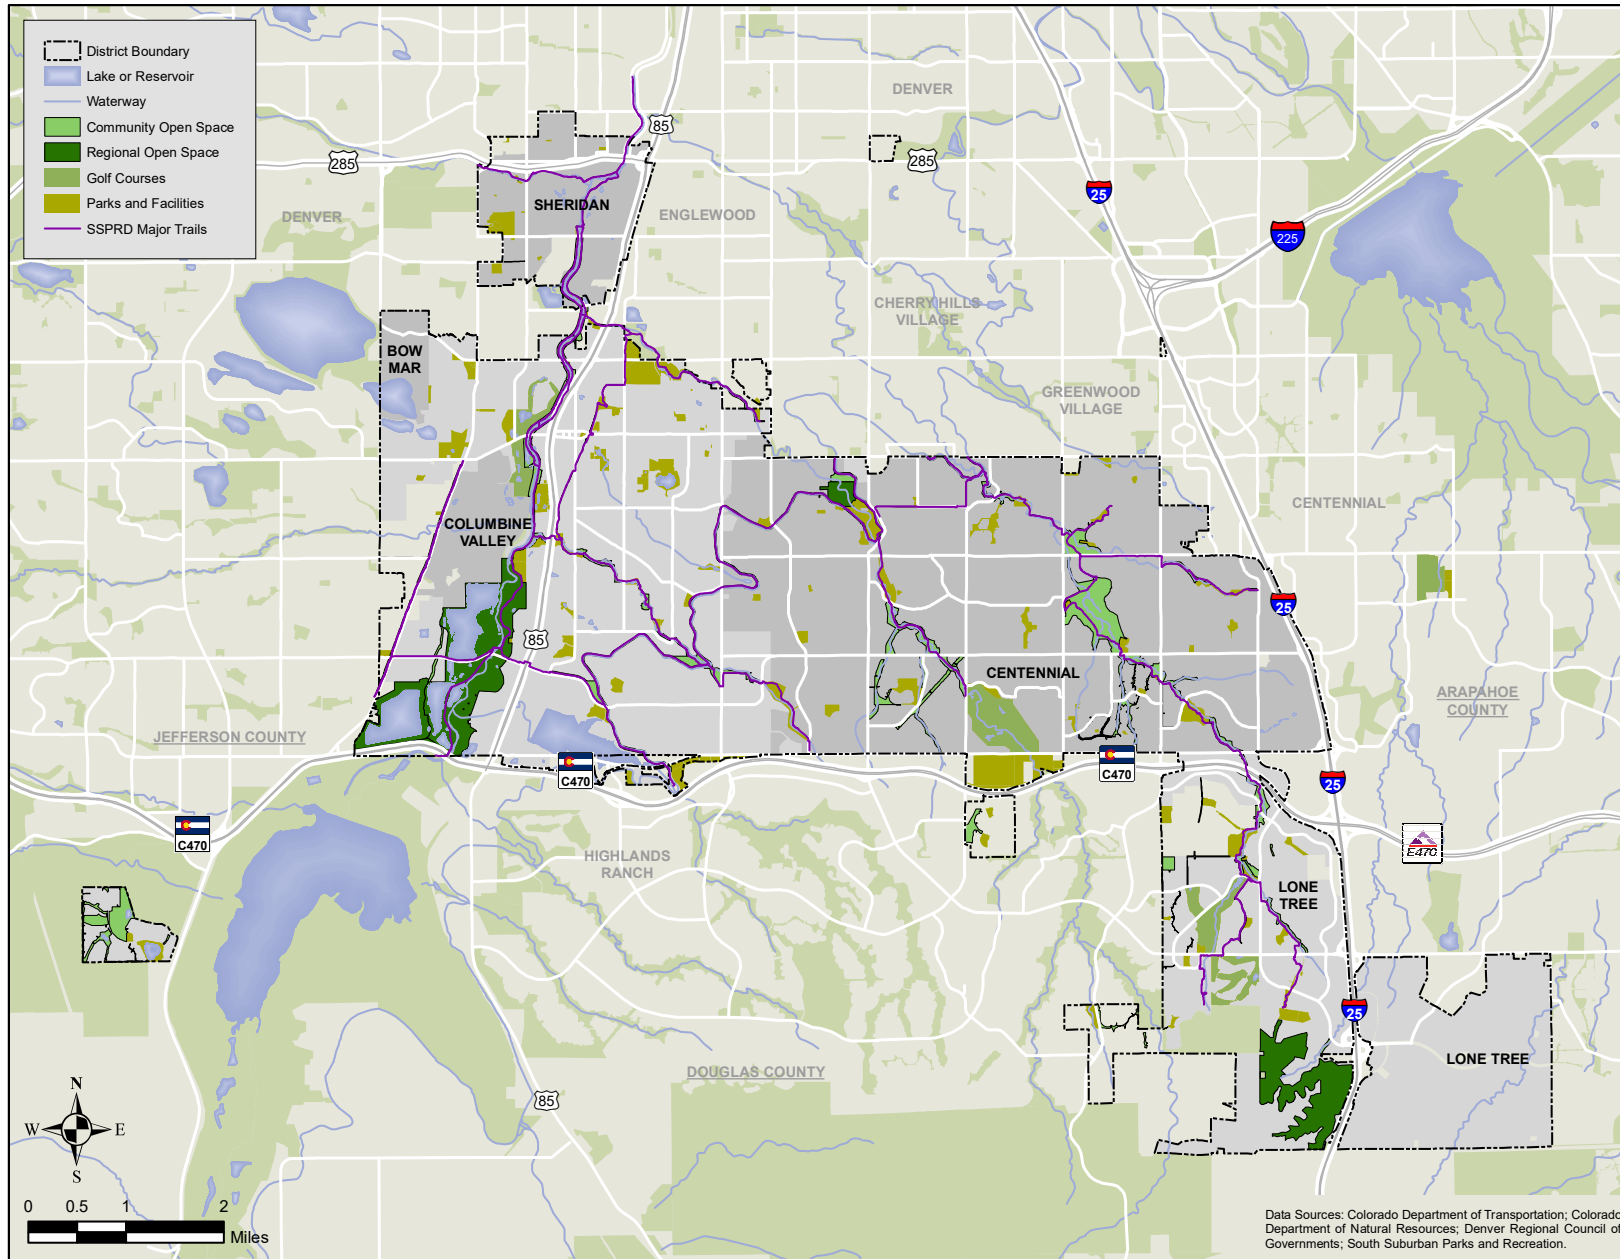 District Boundary
Lake or Reservoir
Waterway
Community Open Space
Regional Open Space
Golf Courses
Parks and Facilities
SSPRD Major Trails
DENVER
85
285
285
25
225
DENVER
SHERIDAN
ENGLEWOOD
CHERRY HILLS
VILLAGE
BOW
MAR
GREENWOOD
VILLAGE
CENTENNIAL
COLUMBINE
VALLEY
25
85
CENTENNIAL
ARAPAHOE
COUNTY
JEFFERSON COUNTY
C470
C470
25
C470
E470
HIGHLANDS
RANCH
LONE
TREE
25
LONE TREE
DOUGLAS COUNTY
85
N
W
E
S
0 0.5 1 2
Miles
Data Sources: Colorado Department of Transportation; Colorado
Department of Natural Resources; Denver Regional Council of
Governments; South Suburban Parks and Recreation.